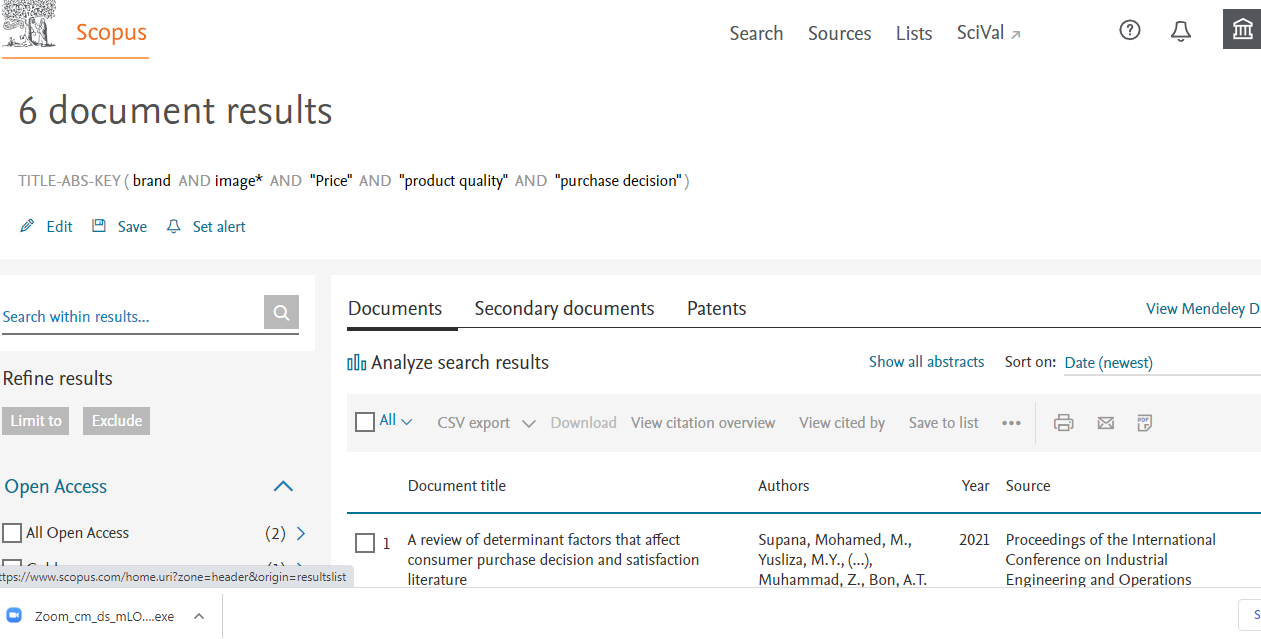 Scopus
Search Sources Lists SciVal ↗
6 document results
TITLE-ABS-KEY ( brand AND image* AND "Price" AND "product quality" AND "purchase decision" )
Edit Save Set alert
Search within results...
Documents Secondary documents Patents View Mendeley D
Analyze search results Show all abstracts Sort on: Date (newest)
Refine results
Limit to Exclude
All CSV export Download View citation overview View cited by Save to list •••
PDF
Open Access
Document title Authors Year Source
All Open Access (2)
1 A review of determinant factors that affect Supana, Mohamed, M., 2021 Proceedings of the International
consumer purchase decision and satisfaction Yusliza, M.Y., (...), Conference on Industrial
literature Muhammad, Z., Bon, A.T. Engineering and Operations
ttps://www.scopus.com/home.uri?zone=header&origin=resultslist
Zoom_cm_ds_mLO....exe
S